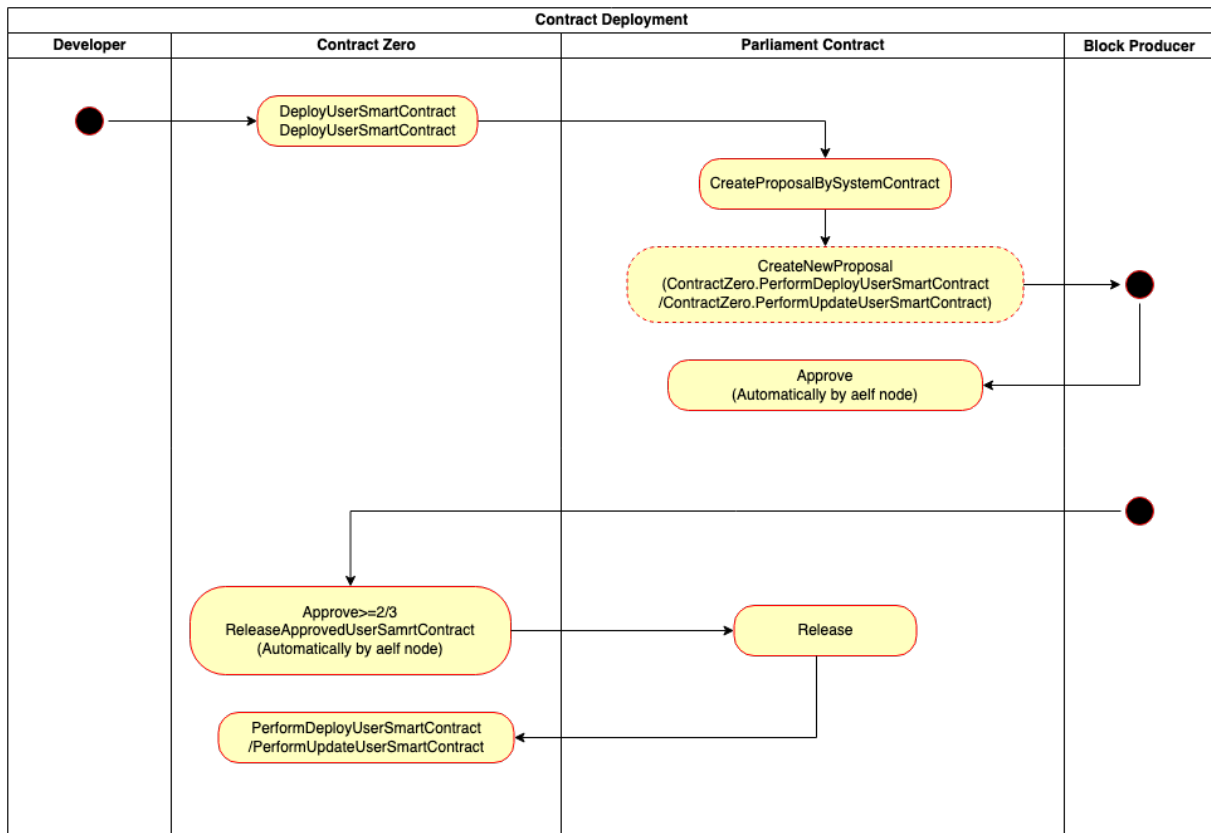 Contract Deployment
Developer
Contract Zero
Parliament Contract
Block Producer
DeployUserSmartContract
DeployUserSmartContract
CreateProposalBySystemContract
CreateNewProposal
(ContractZero.PerformDeployUserSmartContract
/ContractZero.PerformUpdateUserSmartContract)
Approve
(Automatically by aelf node)
Approve>=2/3
ReleaseApprovedUserSamrtContract
(Automatically by aelf node)
Release
PerformDeployUserSmartContract
/PerformUpdateUserSmartContract